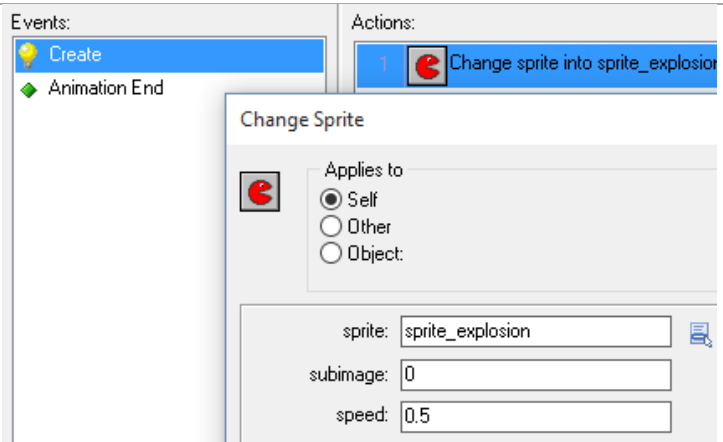 Events:
Actions:
Create
1 Change sprite into sprite_explosion
Animation End
Change Sprite
Applies to
Self
Other
Object:
sprite: sprite_explosion
subimage: 0
speed: 0.5